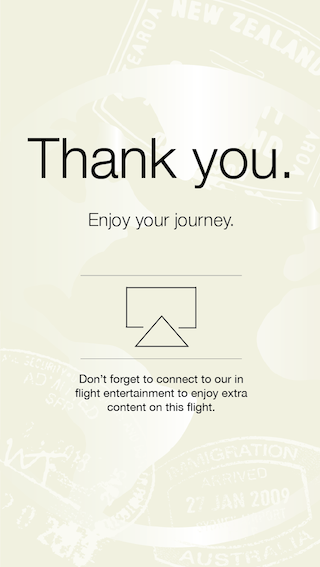 NEW ZEALAND
AOTEAROA
Thank you.
Enjoy your journey.
Don't forget to connect to our in
flight entertainment to enjoy extra
content on this flight.
IMMIGRATION
ARRIVED
27 JAN 2009
AUSTRALIA